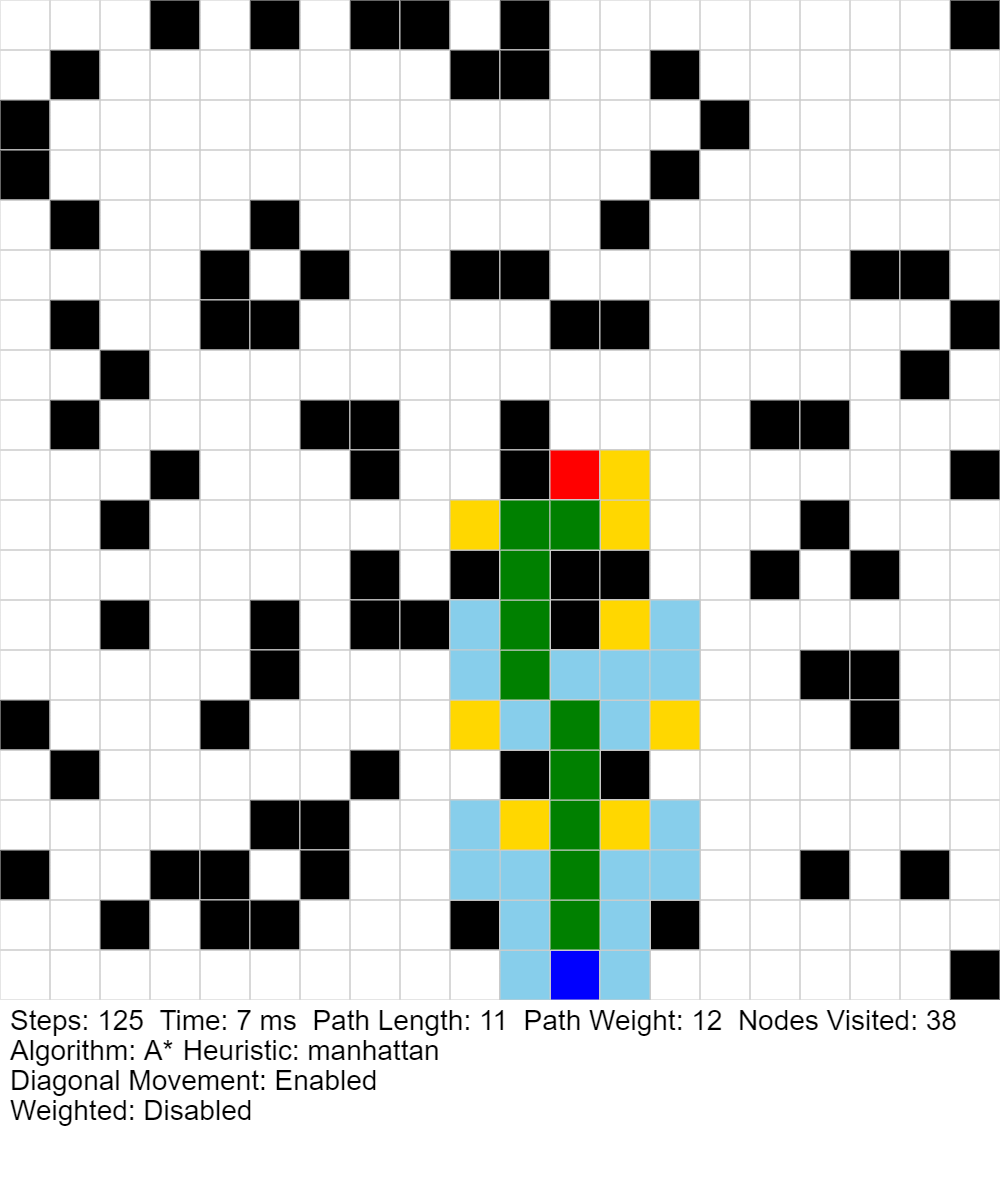 Steps: 125  Time: 7 ms  Path Length: 11  Path Weight: 12  Nodes Visited: 38
Algorithm: A* Heuristic: manhattan
Diagonal Movement: Enabled
Weighted: Disabled